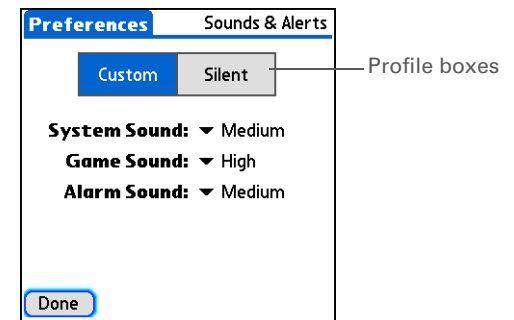 Preferences Sounds & Alerts
Custom Silent Profile boxes
System Sound: Medium
Game Sound: High
Alarm Sound: Medium
Done